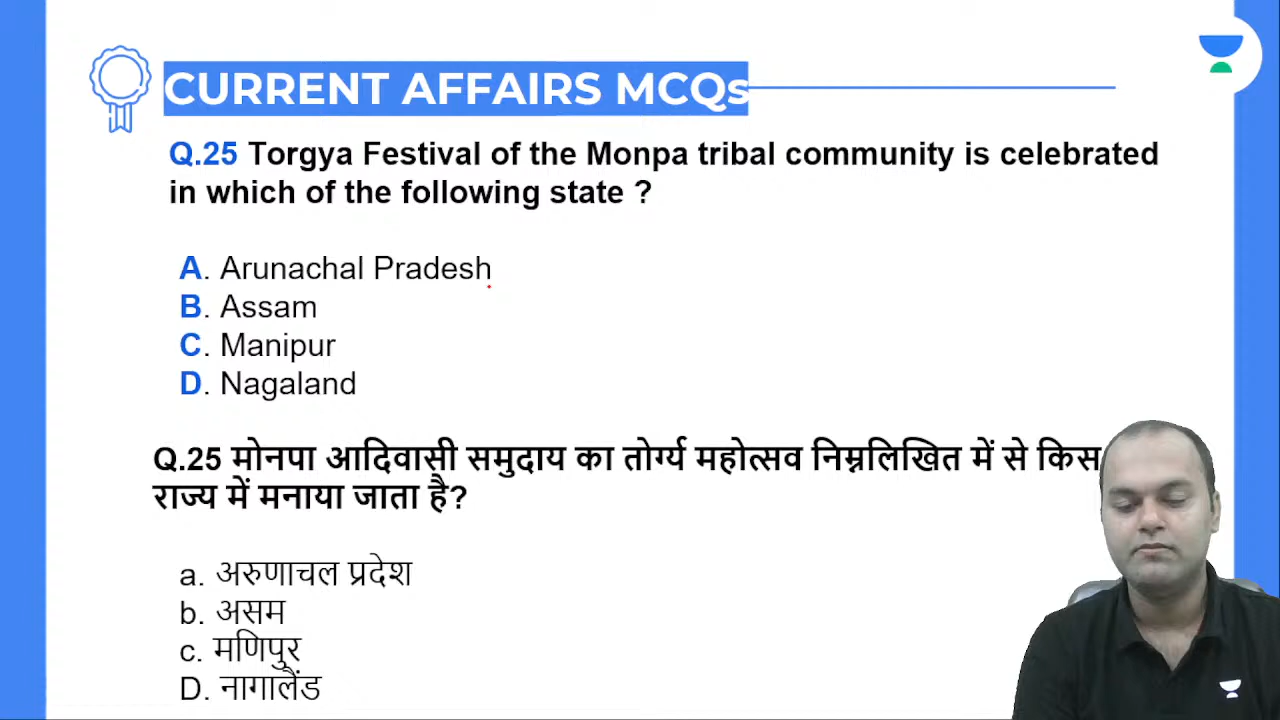 CURRENT AFFAIRS MCQs
Q.25 Torgya Festival of the Monpa tribal community is celebrated
in which of the following state ?
A. Arunachal Pradesh
B. Assam
C. Manipur
D. Nagaland
Q.25 मोनपा आदिवासी समुदाय का तोर्ग्य महोत्सव निम्नलिखित में से किस
राज्य में मनाया जाता है?
a. अरुणाचल प्रदेश
b. असम
c. मणिपुर
D. नागालैंड